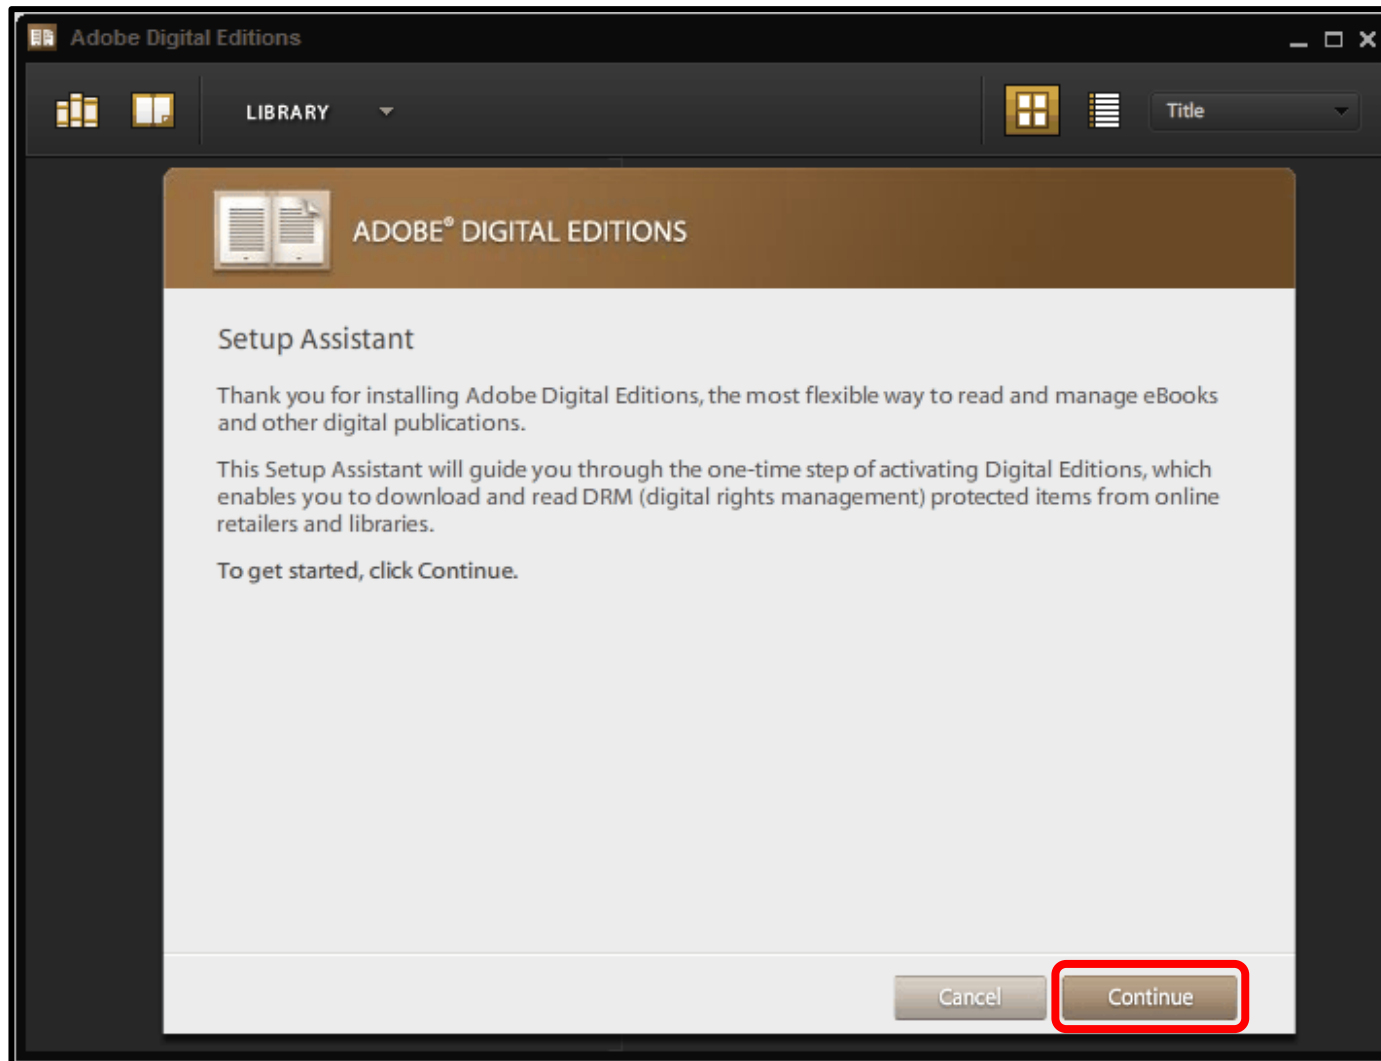 Adobe Digital Editions
LIBRARY
Title
ADOBE® DIGITAL EDITIONS
Setup Assistant
Thank you for installing Adobe Digital Editions, the most flexible way to read and manage eBooks
and other digital publications.
This Setup Assistant will guide you through the one-time step of activating Digital Editions, which
enables you to download and read DRM (digital rights management) protected items from online
retailers and libraries.
To get started, click Continue.
Cancel
Continue